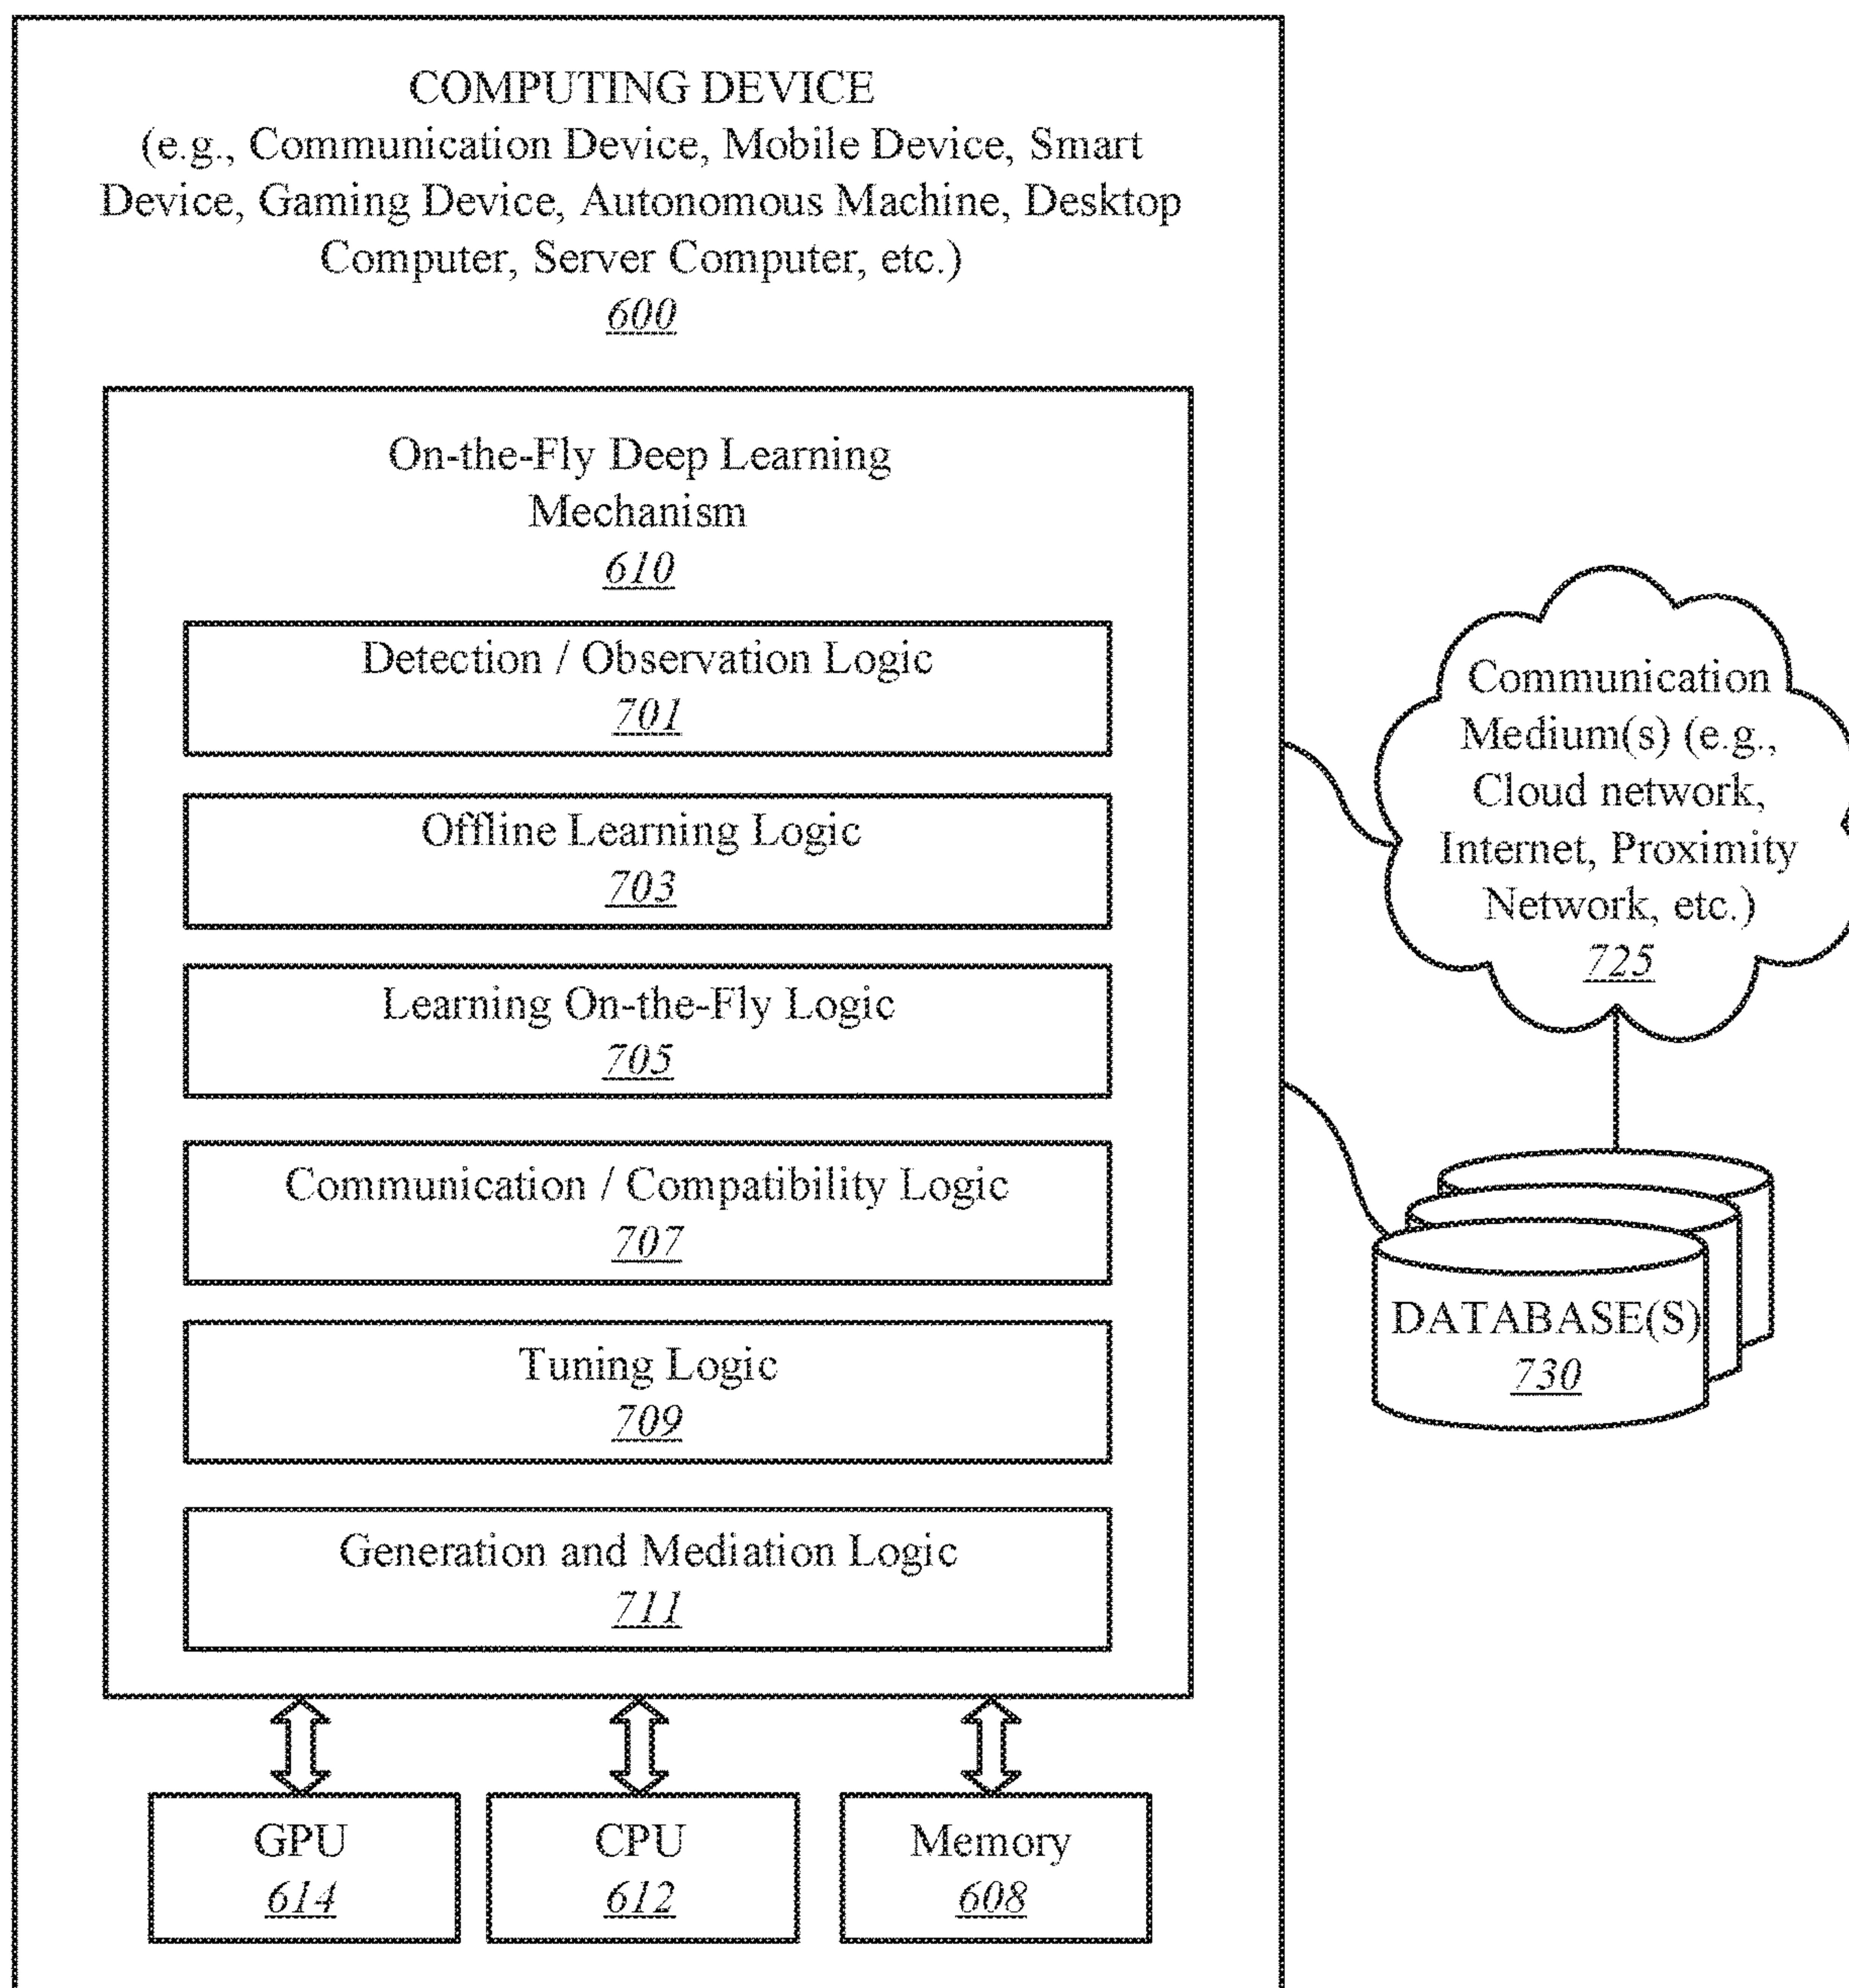 COMPUTING DEVICE
(e.g., Communication Device, Mobile Device, Smart
Device, Gaming Device, Autonomous Machine, Desktop
Computer, Server Computer, etc.)
600
On-the-Fly Deep Learning
Mechanism
610
Detection / Observation Logic
701
Offline Learning Logic
703
Learning On-the-Fly Logic
705
Communication / Compatibility Logic
707
Tuning Logic
709
Generation and Mediation Logic
711
GPU
614
CPU
612
Memory
608
Communication
Medium(s) (e.g.,
Cloud network,
Internet, Proximity
Network, etc.)
725
DATABASE(S)
730